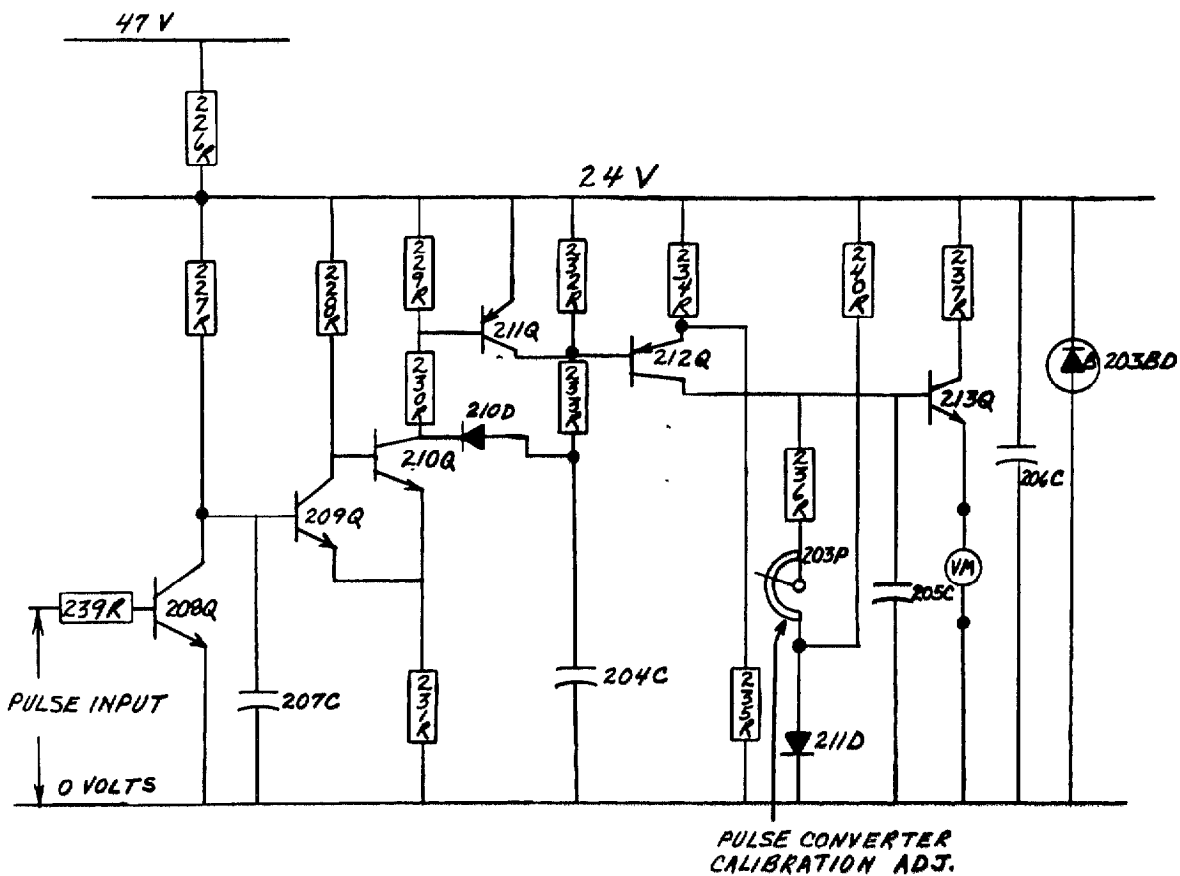 47 V
226R
24 V
227R
228R
229R
232R
234R
240R
237R
211Q
212Q
B 203BD
230R
233R
210D
213Q
210Q
206C
209Q
236R
203P
VM
239R
208Q
205C
PULSE INPUT
207C
231R
204C
235R
211D
0 VOLTS
PULSE CONVERTER
CALIBRATION ADJ.